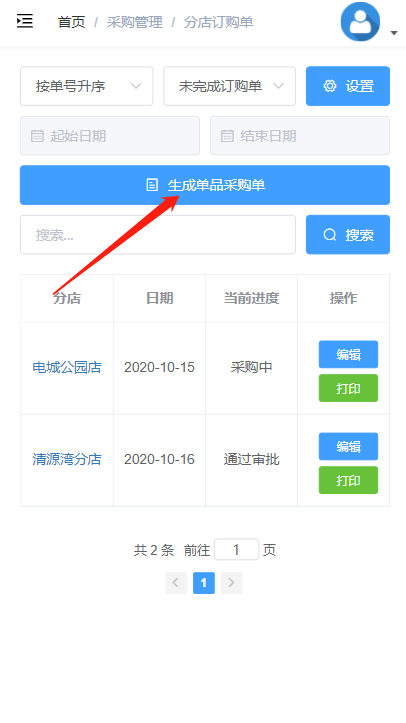 首页 / 采购管理 / 分店订购单
按单号升序 未完成订购单 设置
起始日期 结束日期
生成单品采购单
搜索... 搜索
分店 日期 当前进度 操作
电城公园店 2020-10-15 采购中 编辑
打印
清源湾分店 2020-10-16 通过审批 编辑
打印
共 2 条 前往 1 页
1